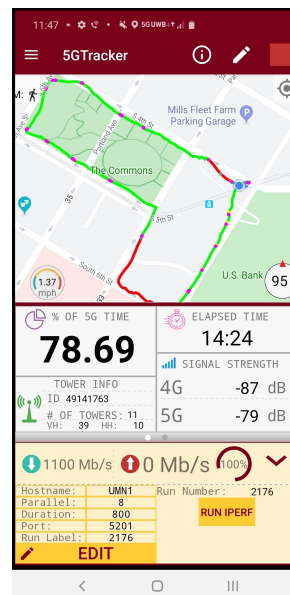 11:47
5GUWB
5GTracker
M:
Mills Fleet Farm
Parking Garage
S 4th St
Portland Ave
Ave S
The Commons
35
S 5th St
South 6th St
U.S. Bank
1.37
mph
95
% OF 5G TIME
78.69
ELAPSED TIME
14:24
SIGNAL STRENGTH
4G -87 dB
5G -79 dB
TOWER INFO
ID 49141763
# OF TOWERS: 11
VH: 39 HH: 10
1100 Mb/s 0 Mb/s 100%
Hostname: UMN1
Parallel: 8
Duration: 800
Port: 5201
Run Label: 2176
Run Number: 2176
RUN IPERF
EDIT